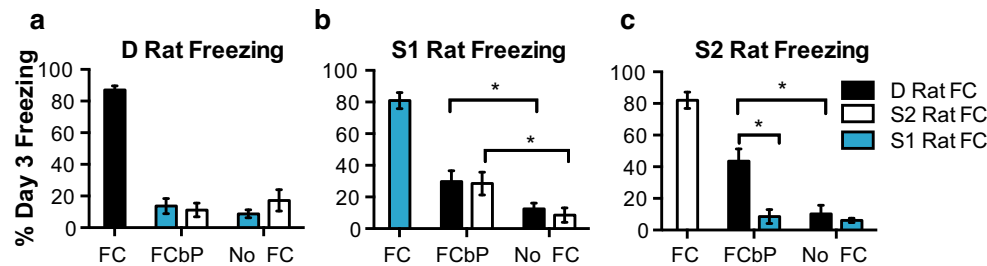 a
D Rat Freezing
% Day 3 Freezing
100
80
60
40
20
0
FC FCbP No FC
b
S1 Rat Freezing
100
80
60
40
20
0
*
*
FC FCbP No FC
c
S2 Rat Freezing
100
80
60
40
20
0
*
*
FC FCbP No FC
D Rat FC
S2 Rat FC
S1 Rat FC